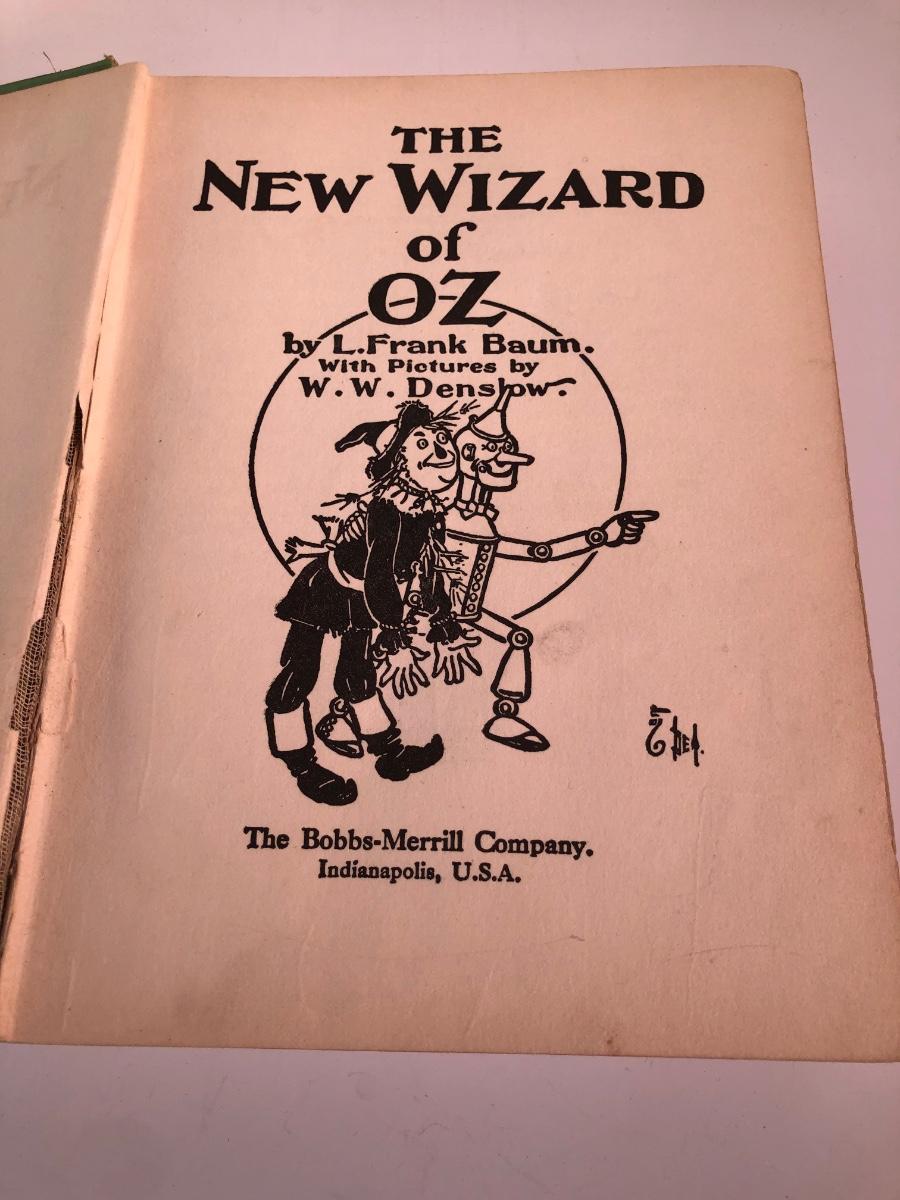 THE
NEW WIZARD
of
OZ
by L. Frank Baum.
With Pictures by
W. W. Denslow.
The Bobbs-Merrill Company.
Indianapolis, U.S.A.